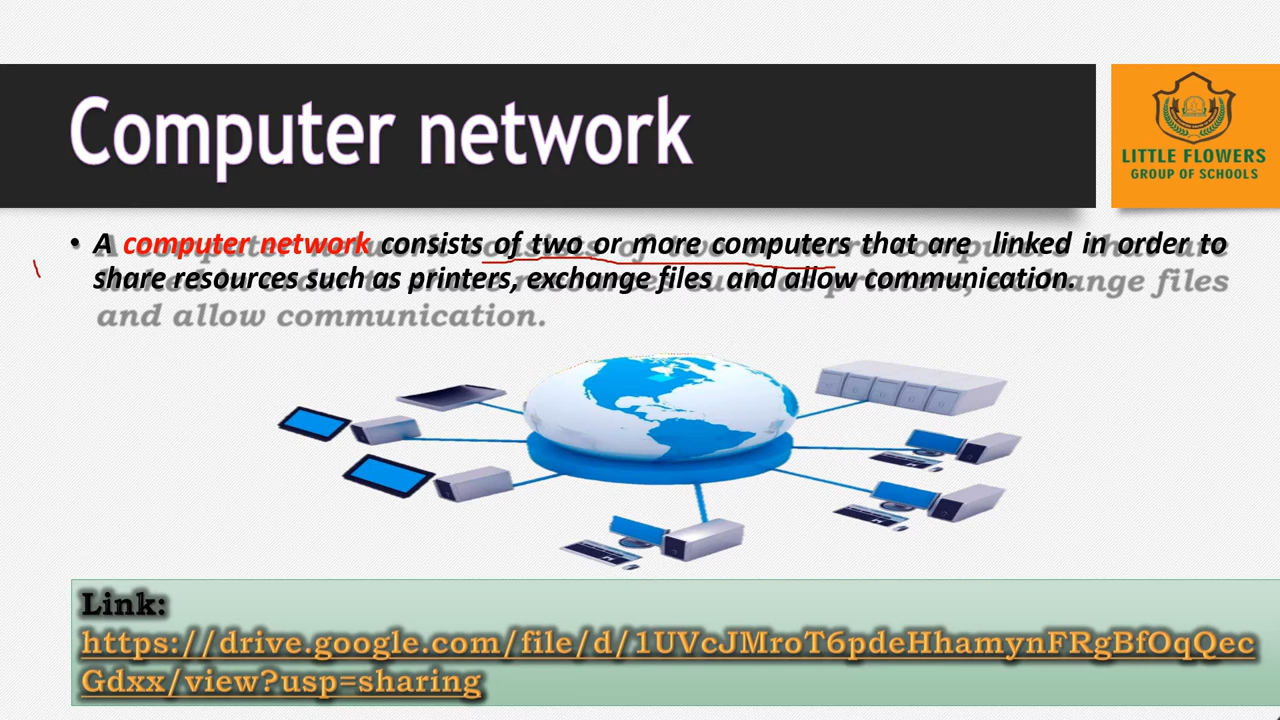 Computer network
LITTLE FLOWERS
GROUP OF SCHOOLS
• A computer network consists of two or more computers that are linked in order to
share resources such as printers, exchange files and allow communication.
and allow communication.
Link:
https://drive.google.com/file/d/1UVcJMroT6pdeHhamynFRgBfOqQec
Gdxx/view?usp=sharing